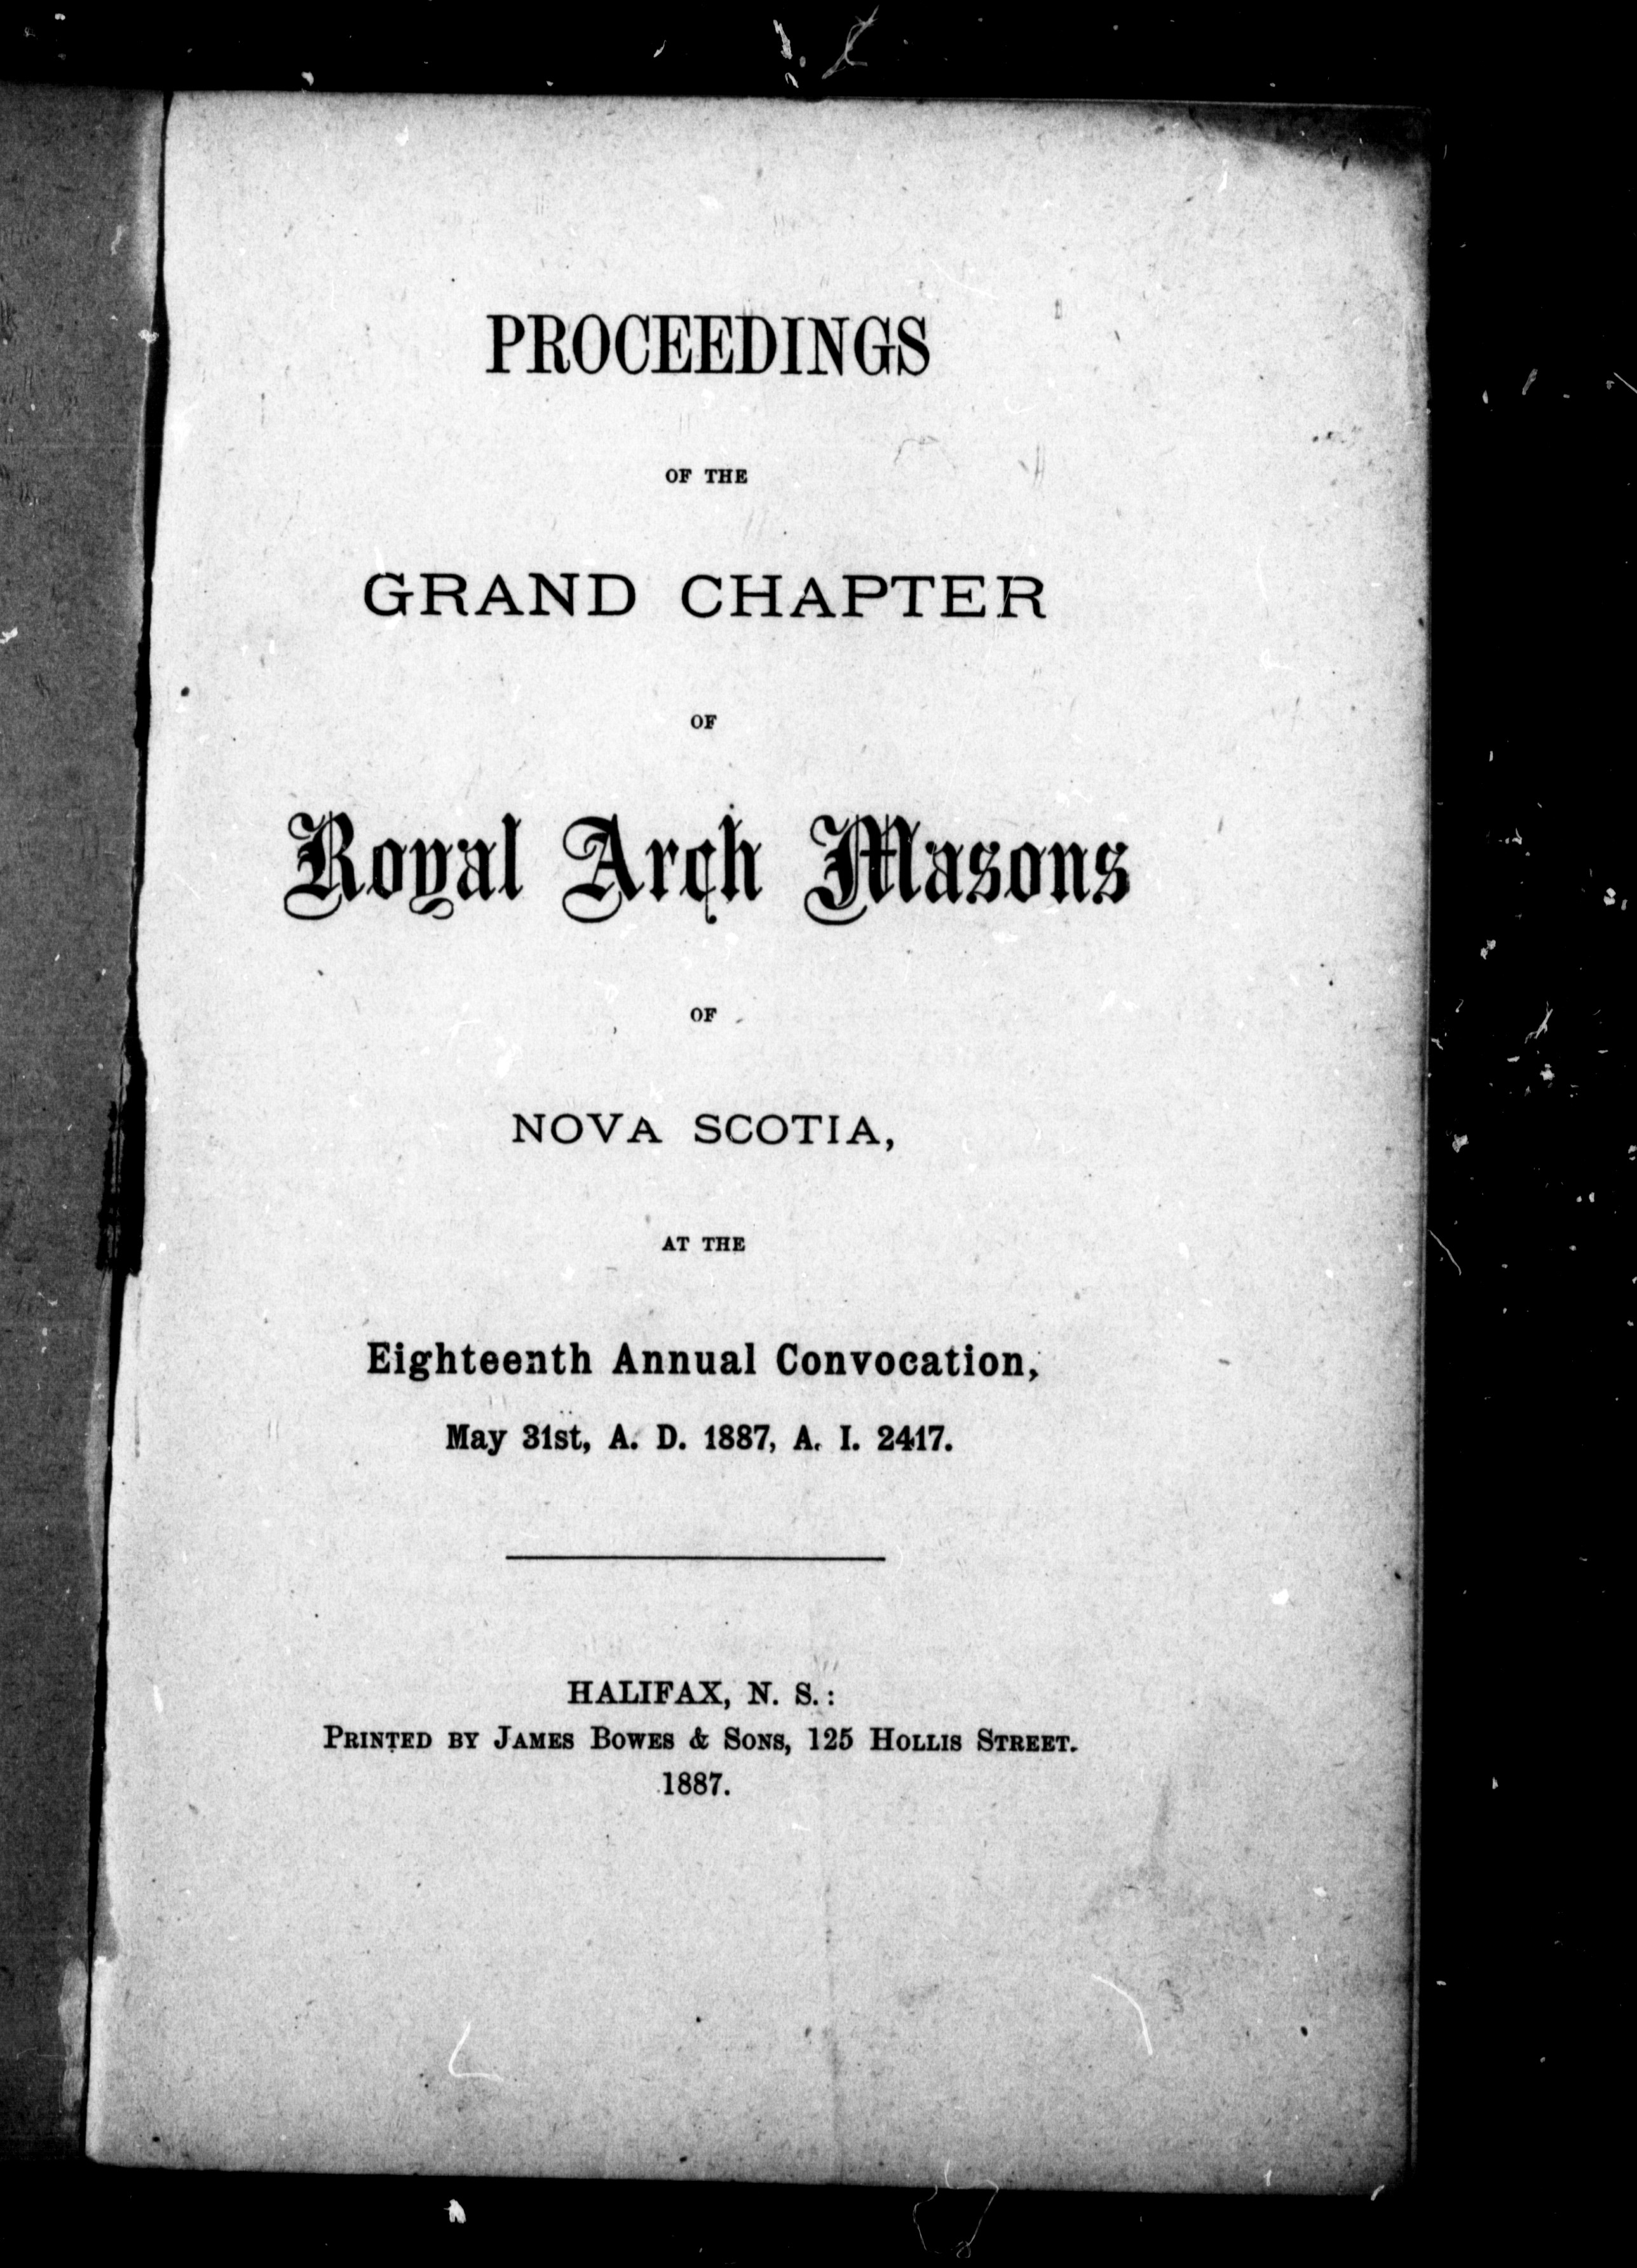 PROCEEDINGS
OF THE
GRAND CHAPTER
OF
Royal Arch Masons
OF
NOVA SCOTIA,
AT THE
Eighteenth Annual Convocation,
May 31st, A. D. 1887, A. I. 2417.
HALIFAX, N. S.:
PRINTED BY JAMES BOWES & SONS, 125 HOLLIS STREET.
1887.